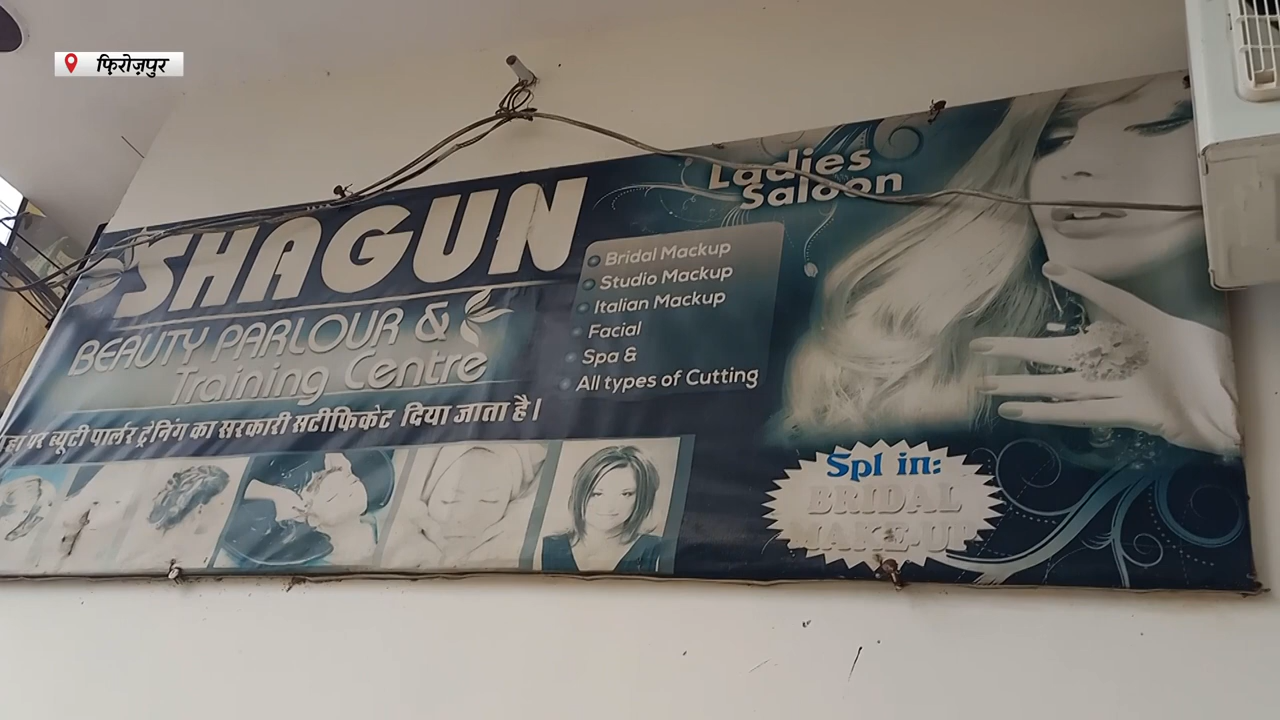 फ़िरोज़पुर
Ladies
Saloon
SHAGUN
BEAUTY PARLOUR &
Training Centre
Bridal Mackup
Studio Mackup
Italian Mackup
Facial
Spa &
All types of Cutting
यहां पर ब्यूटी पार्लर ट्रेनिंग का सरकारी सर्टीफिकेट दिया जाता है।
Spl in:
BRIDAL
MAKE-UP